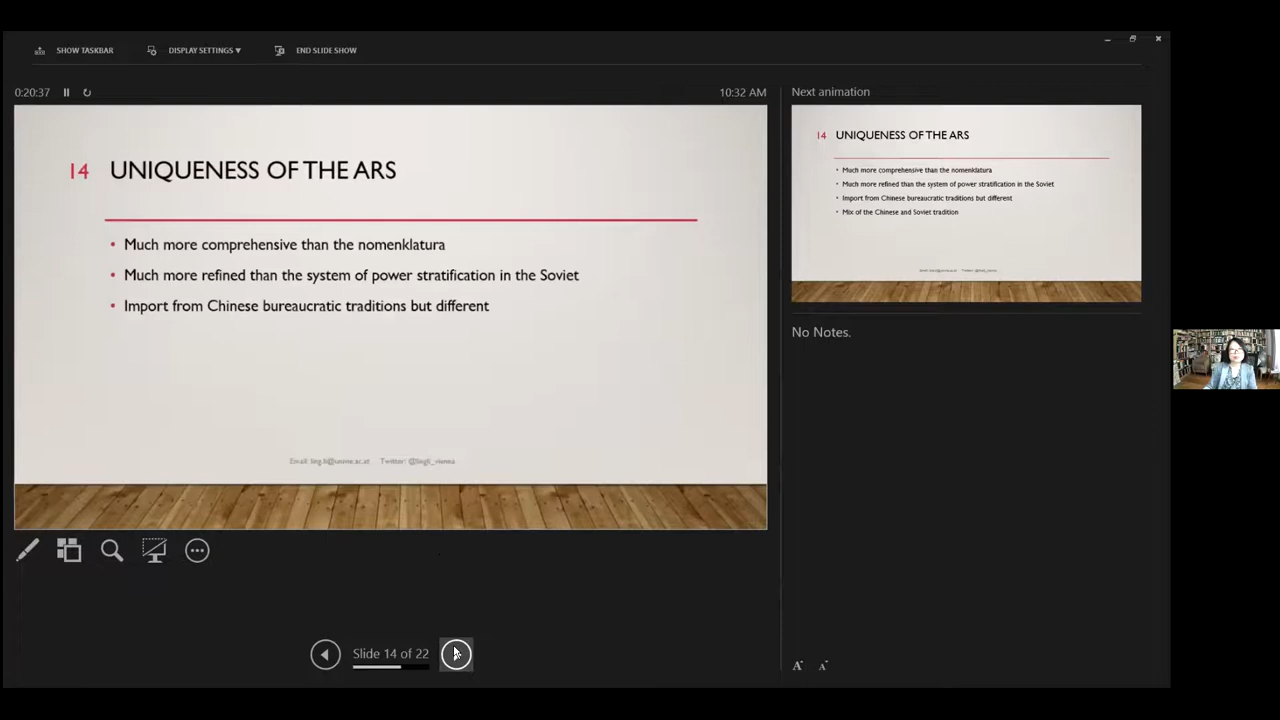 SHOW TASKBAR
DISPLAY SETTINGS ▼
END SLIDE SHOW
0:20:37
10:32 AM
14 UNIQUENESS OF THE ARS
• Much more comprehensive than the nomenklatura
• Much more refined than the system of power stratification in the Soviet
• Import from Chinese bureaucratic traditions but different
Email: Twitter:
Slide 14 of 22
Next animation
14 UNIQUENESS OF THE ARS
• Much more comprehensive than the nomenklatura
• Much more refined than the system of power stratification in the Soviet
• Import from Chinese bureaucratic traditions but different
• Mix of the Chinese and Soviet tradition
No Notes.
A A